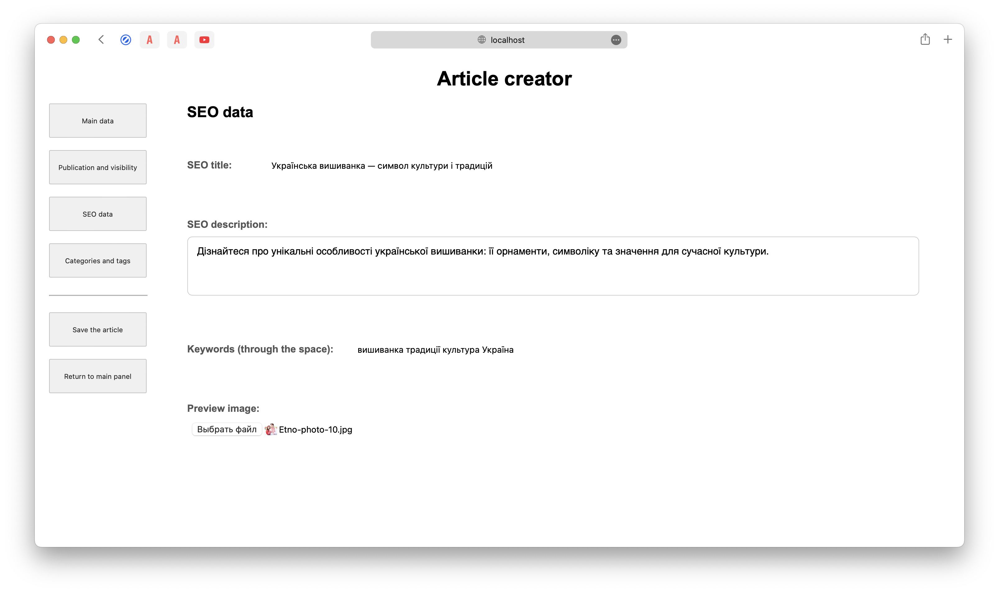 localhost
Article creator
Main data
Publication and visibility
SEO data
Categories and tags
Save the article
Return to main panel
SEO data
SEO title: Українська вишиванка — символ культури і традицій
SEO description:
Дізнайтеся про унікальні особливості української вишиванки: її орнаменти, символіку та значення для сучасної культури.
Keywords (through the space): вишиванка традиції культура Україна
Preview image:
Выбрать файл Etno-photo-10.jpg